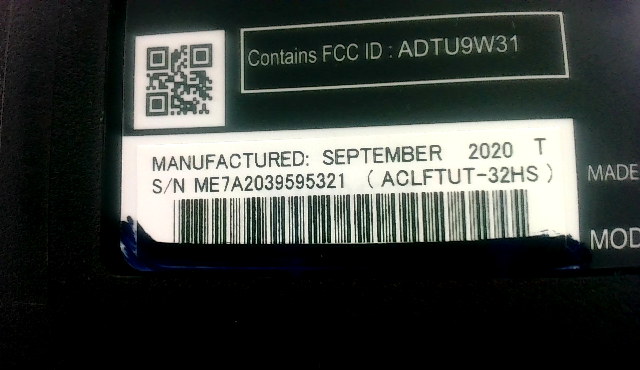 Contains FCC ID : ADTU9W31
MANUFACTURED: SEPTEMBER 2020 T
S/N ME7A2039595321 ( ACLFTUT-32HS )
MADE
MOD